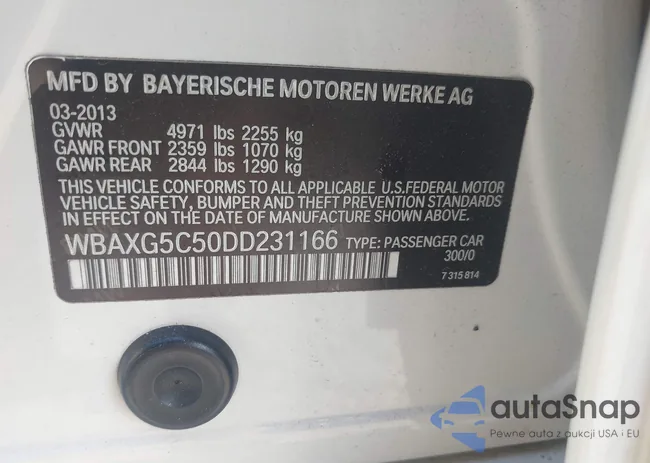 MFD BY BAYERISCHE MOTOREN WERKE AG
03-2013
GVWR 4971 lbs 2255 kg
GAWR FRONT 2359 lbs 1070 kg
GAWR REAR 2844 lbs 1290 kg
THIS VEHICLE CONFORMS TO ALL APPLICABLE U.S.FEDERAL MOTOR
VEHICLE SAFETY, BUMPER AND THEFT PREVENTION STANDARDS
IN EFFECT ON THE DATE OF MANUFACTURE SHOWN ABOVE.
WBAXG5C50DD231166 TYPE: PASSENGER CAR
300/0
7 315 814
autaSnap
Pewne auta z aukcji USA i EU